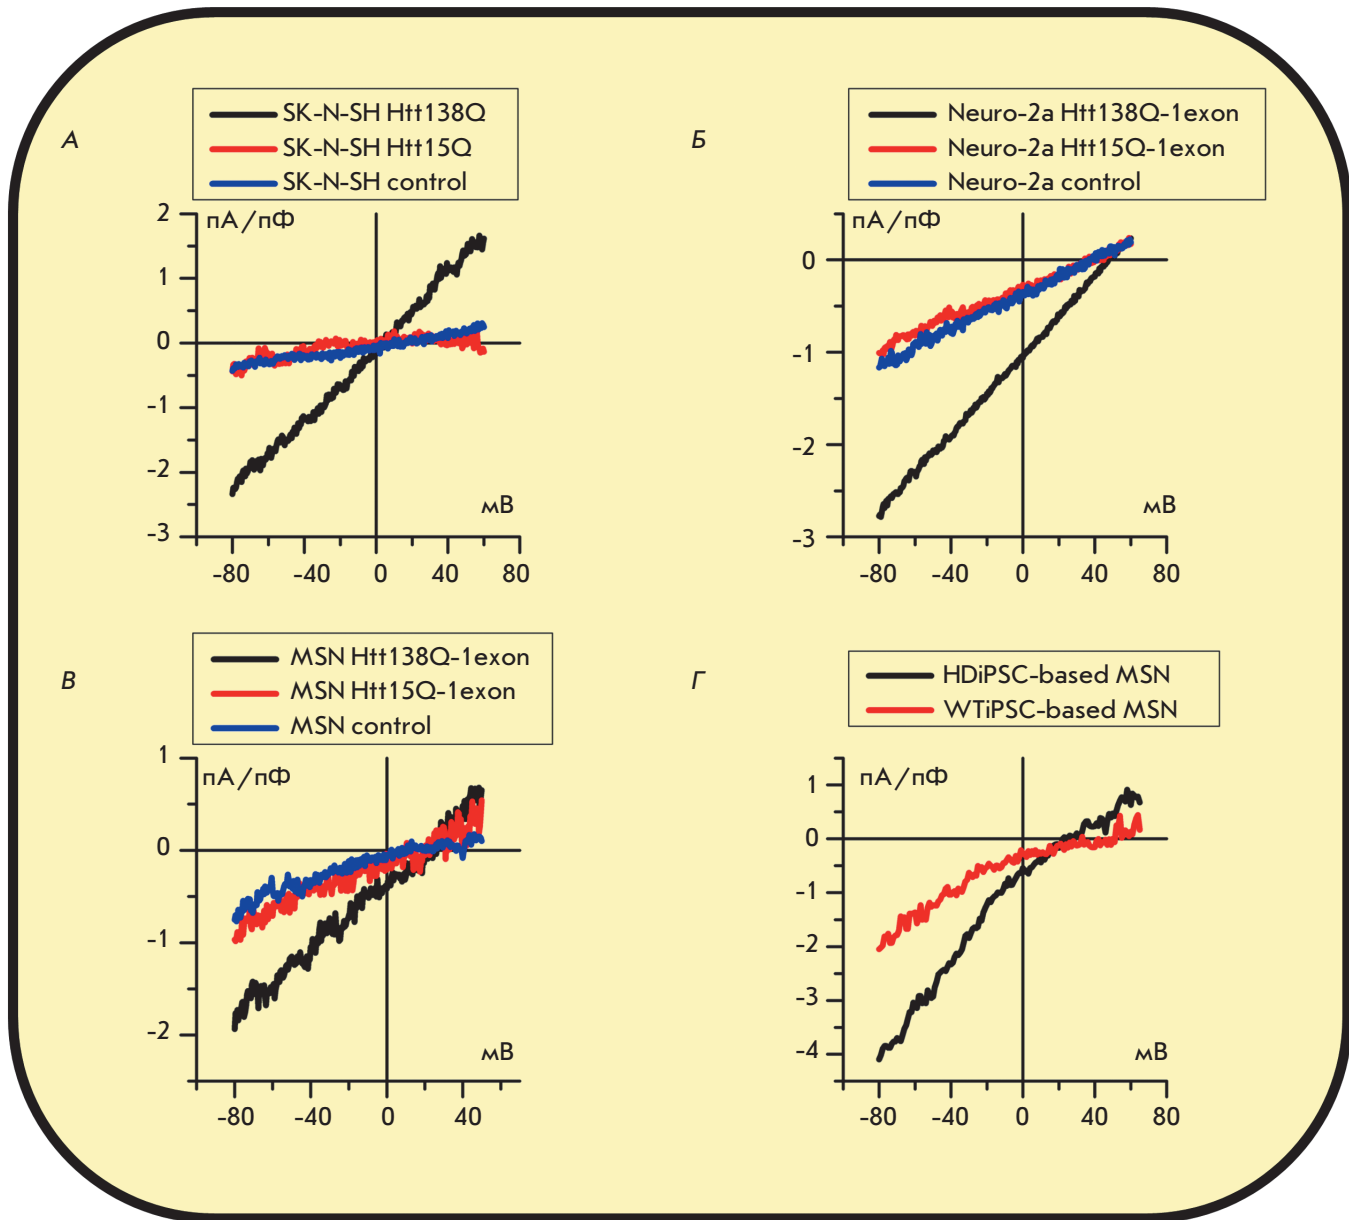 А
SK-N-SH Htt138Q
SK-N-SH Htt15Q
SK-N-SH control
2
1
0
-1
-2
-3
пА/пФ
мВ
-80 -40 0 40 80
Б
Neuro-2a Htt138Q-1exon
Neuro-2a Htt15Q-1exon
Neuro-2a control
0
-1
-2
-3
пА/пФ
мВ
-80 -40 0 40 80
В
MSN Htt138Q-1exon
MSN Htt15Q-1exon
MSN control
1
0
-1
-2
пА/пФ
мВ
-80 -40 0 40
Г
HDiPSC-based MSN
WTiPSC-based MSN
1
0
-1
-2
-3
-4
пА/пФ
мВ
-80 -40 0 40 80